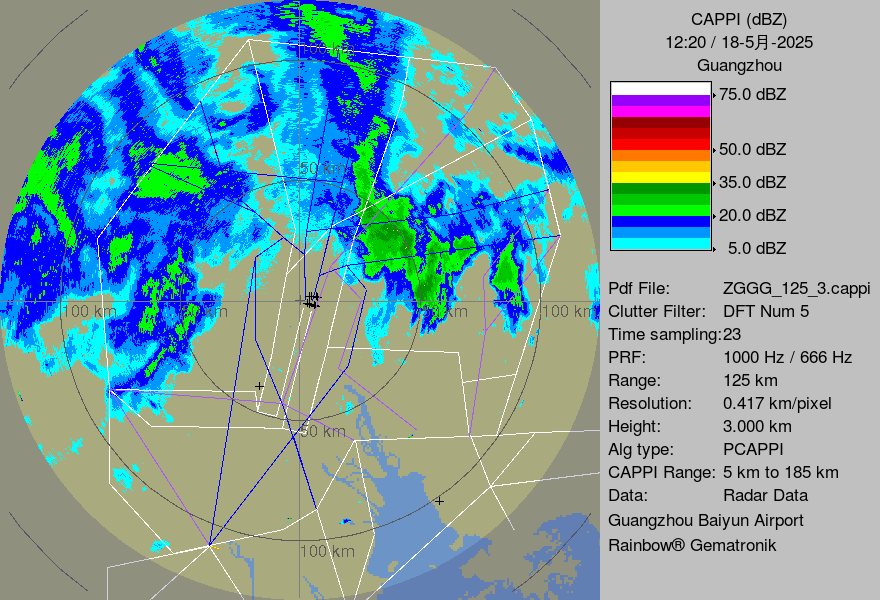 CAPPI (dBZ)
12:20 / 18-5月-2025
Guangzhou
75.0 dBZ
50.0 dBZ
35.0 dBZ
20.0 dBZ
5.0 dBZ
Pdf File: ZGGG_125_3.cappi
Clutter Filter: DFT Num 5
Time sampling:23
PRF: 1000 Hz / 666 Hz
Range: 125 km
Resolution: 0.417 km/pixel
Height: 3.000 km
Alg type: PCAPPI
CAPPI Range: 5 km to 185 km
Data: Radar Data
Guangzhou Baiyun Airport
Rainbow® Gematronik
100 km
50 km
100 km
50 km
50 km
100 km
50 km
100 km